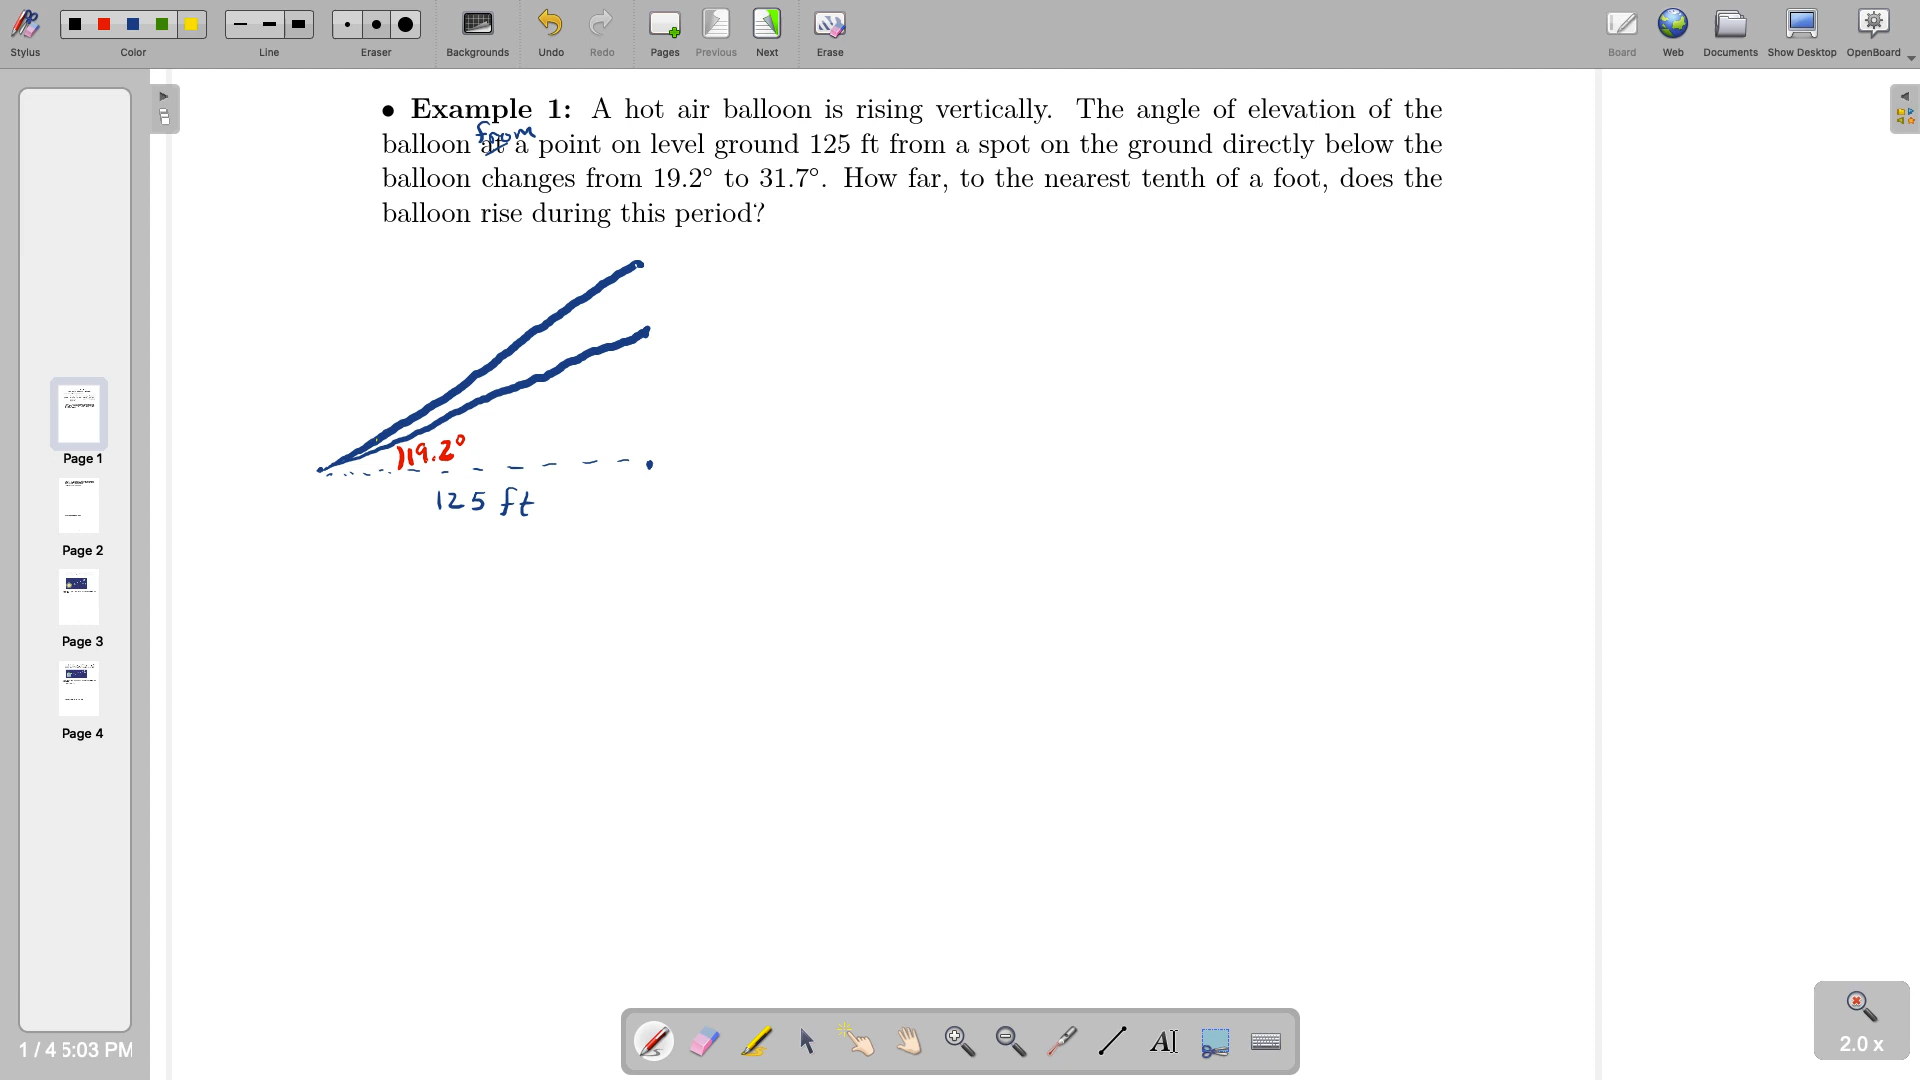 Stylus
Color
Line
Eraser
Backgrounds
Undo
Redo
Pages
Previous
Next
Erase
Board
Web
Documents
Show Desktop
OpenBoard
• Example 1: A hot air balloon is rising vertically. The angle of elevation of the
from
balloon at a point on level ground 125 ft from a spot on the ground directly below the
balloon changes from 19.2° to 31.7°. How far, to the nearest tenth of a foot, does the
balloon rise during this period?
19.2°
125 ft
Page 1
Page 2
Page 3
Page 4
1 / 4 5:03 PM
AI
2.0 x